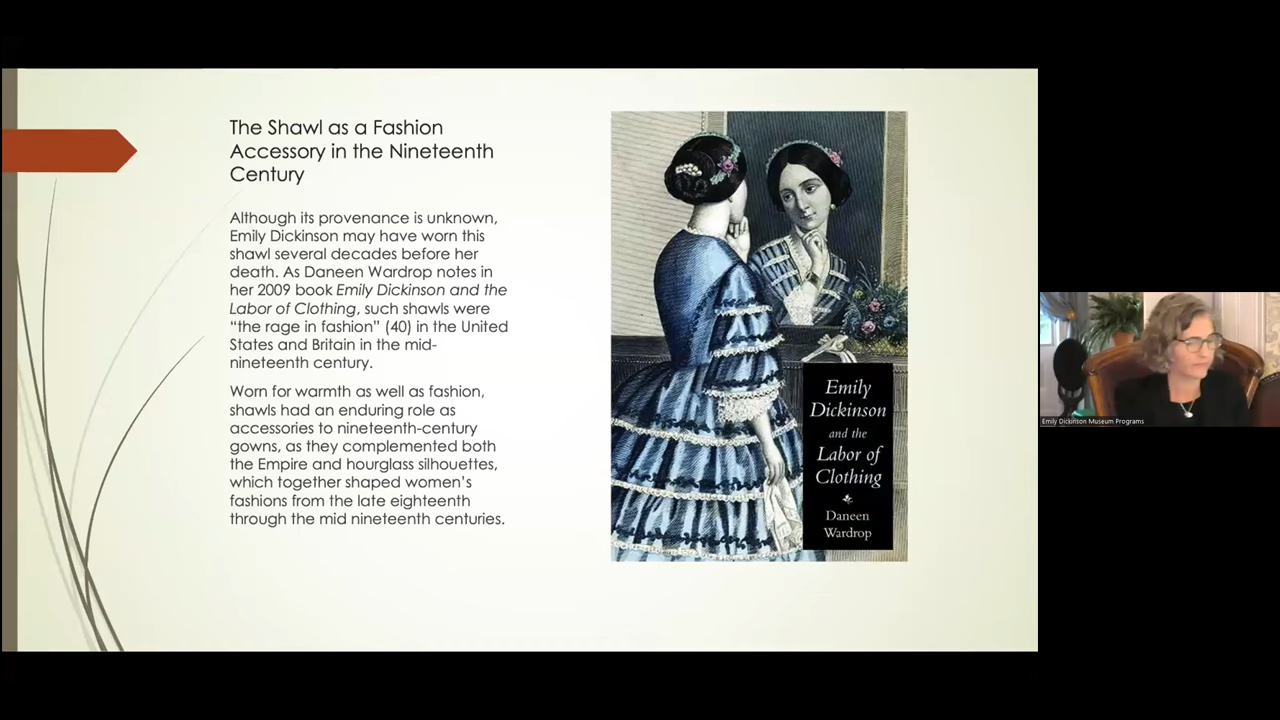 The Shawl as a Fashion
Accessory in the Nineteenth
Century
Although its provenance is unknown,
Emily Dickinson may have worn this
shawl several decades before her
death. As Daneen Wardrop notes in
her 2009 book Emily Dickinson and the
Labor of Clothing, such shawls were
“the rage in fashion” (40) in the United
States and Britain in the mid-
nineteenth century.
Worn for warmth as well as fashion,
shawls had an enduring role as
accessories to nineteenth-century
gowns, as they complemented both
the Empire and hourglass silhouettes,
which together shaped women’s
fashions from the late eighteenth
through the mid nineteenth centuries.
Emily
Dickinson
and the
Labor of
Clothing
Daneen
Wardrop
Emily Dickinson Museum Programs